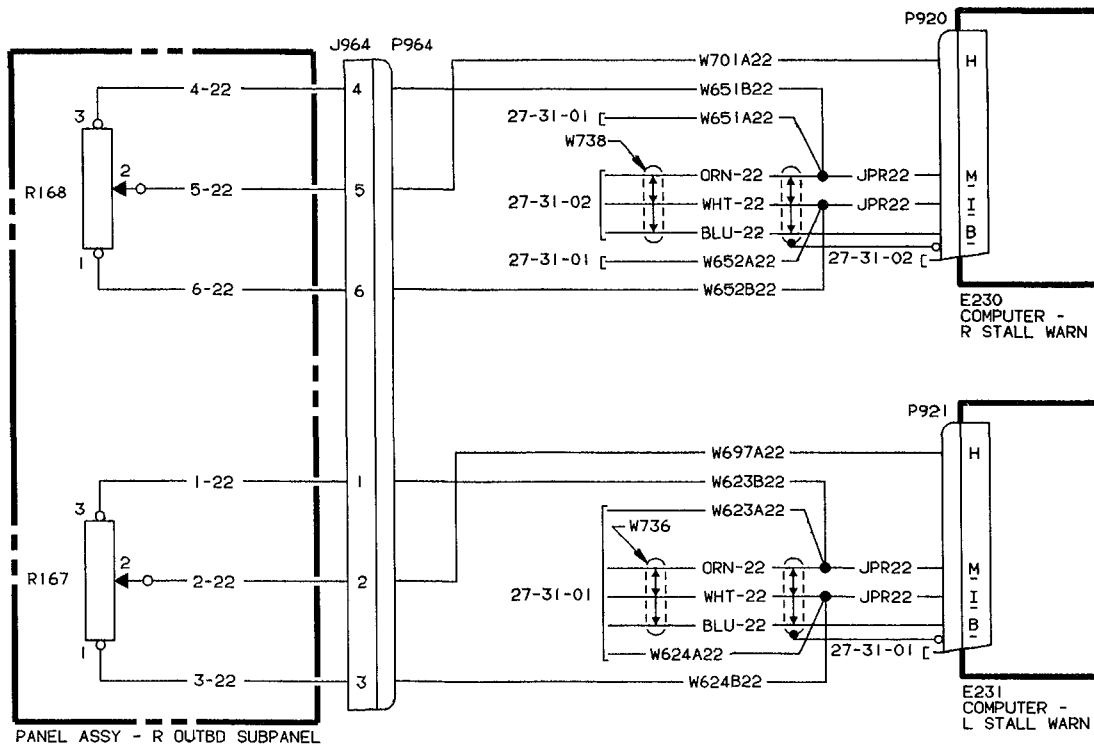 P920
J964 P964
W701A22 H
4-22 4 W651B22
3 27-31-01 W651A22
W738
2 ORN-22 JPR22 M
R168 5-22 5
27-31-02 WHT-22 JPR22 I
BLU-22 B
1 27-31-01 W652A22 27-31-02
6-22 6 W652B22
E230
COMPUTER -
R STALL WARN
P921
W697A22 H
1-22 1 W623B22
3 W623A22
W736
2 ORN-22 JPR22 M
R167 2-22 2
27-31-01 WHT-22 JPR22 I
BLU-22 B
1 W624A22 27-31-01
3-22 3 W624B22
E231
COMPUTER -
L STALL WARN
PANEL ASSY - R OUTBD SUBPANEL